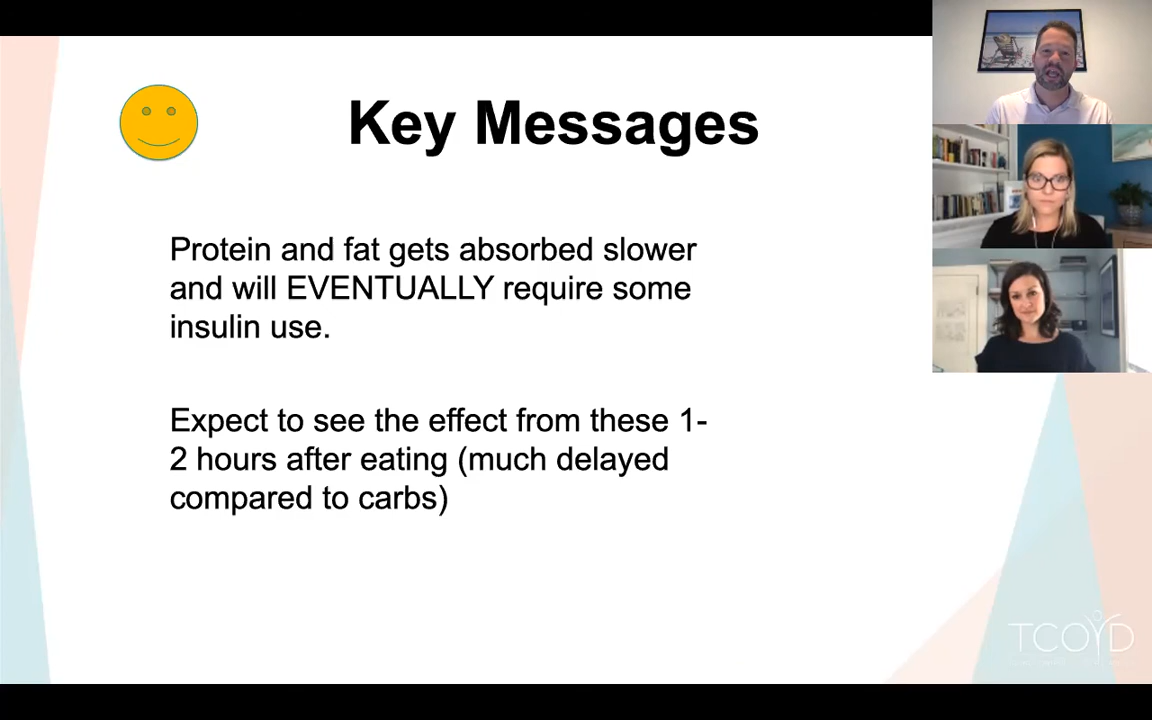 Key Messages
Protein and fat gets absorbed slower
and will EVENTUALLY require some
insulin use.
Expect to see the effect from these 1-
2 hours after eating (much delayed
compared to carbs)
TCOYD